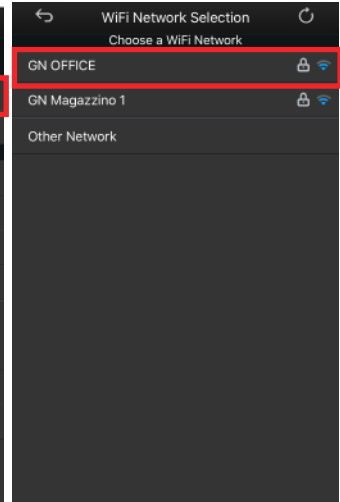 WiFi Network Selection
Choose a WiFi Network
GN OFFICE
GN Magazzino 1
Other Network